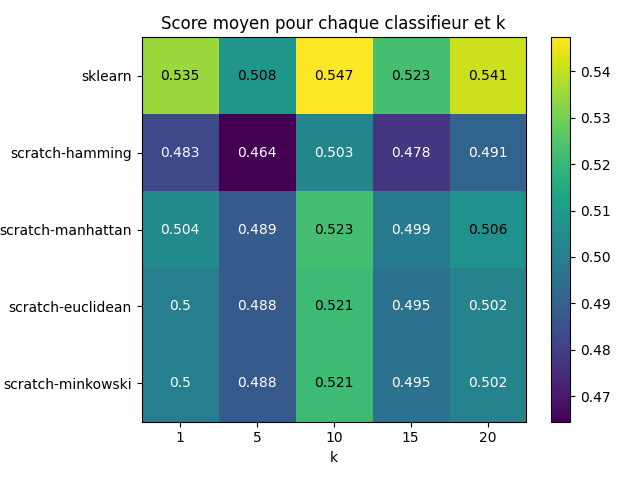 Score moyen pour chaque classifieur et k
sklearn 0.535 0.508 0.547 0.523 0.541
scratch-hamming 0.483 0.464 0.503 0.478 0.491
scratch-manhattan 0.504 0.489 0.523 0.499 0.506
scratch-euclidean 0.5 0.488 0.521 0.495 0.502
scratch-minkowski 0.5 0.488 0.521 0.495 0.502
1 5 10 15 20
k
0.54
0.53
0.52
0.51
0.50
0.49
0.48
0.47